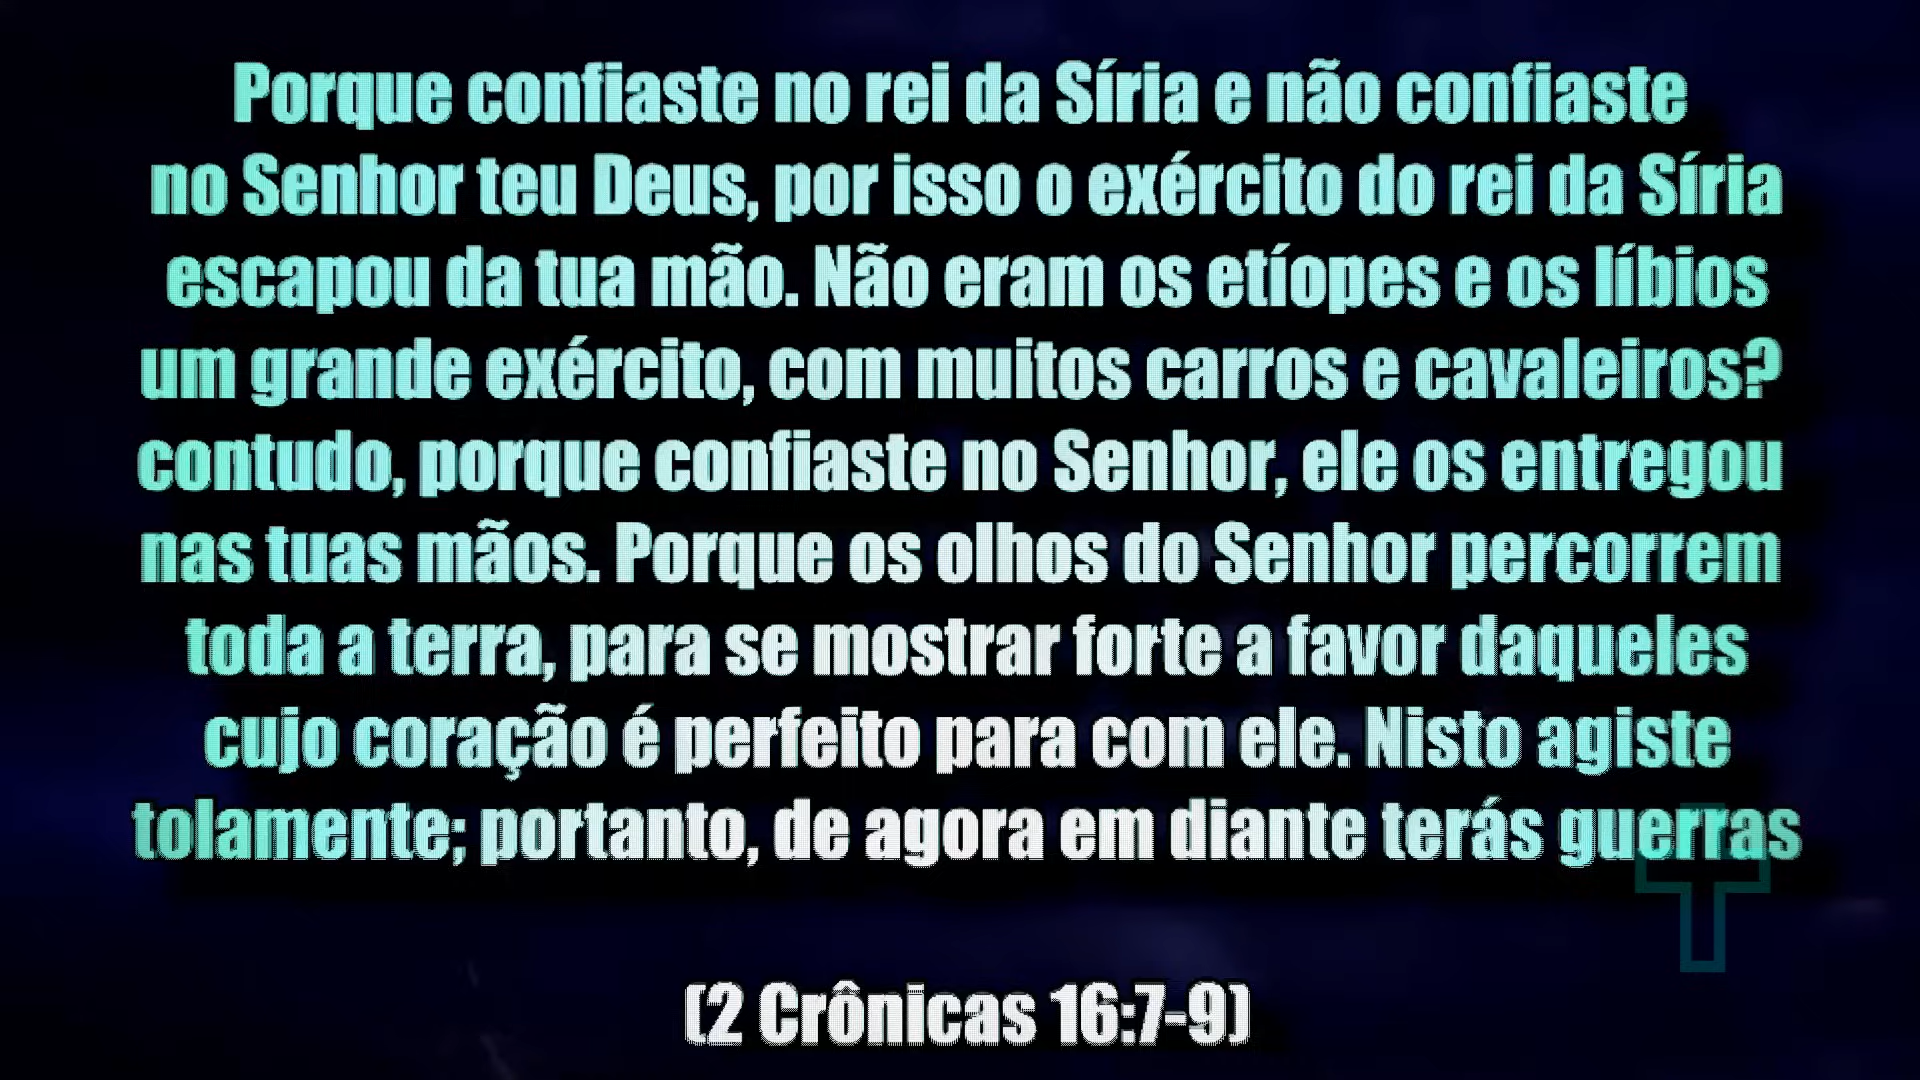 Porque confiaste no rei da Síria e não confiaste
no Senhor teu Deus, por isso o exército do rei da Síria
escapou da tua mão. Não eram os etíopes e os líbios
um grande exército, com muitos carros e cavaleiros?
contudo, porque confiaste no Senhor, ele os entregou
nas tuas mãos. Porque os olhos do Senhor percorrem
toda a terra, para se mostrar forte a favor daqueles
cujo coração é perfeito para com ele. Nisto agiste
tolamente; portanto, de agora em diante terás guerras
(2 Crônicas 16:7-9)